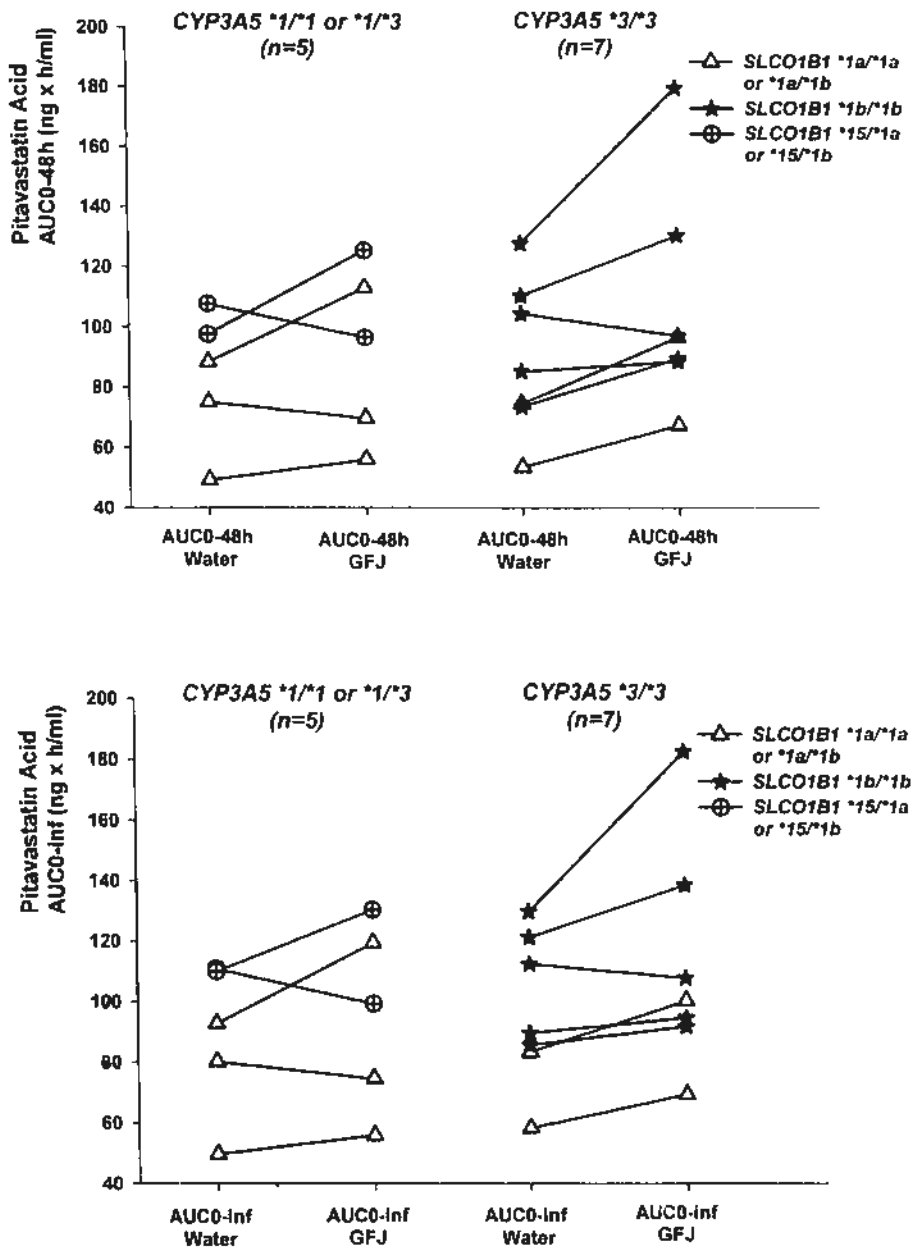 CYP3A5 *1/*1 or *1/*3
(n=5)
CYP3A5 *3/*3
(n=7)
SLCO1B1 *1a/*1a
or *1a/*1b
SLCO1B1 *1b/*1b
SLCO1B1 *15/*1a
or *15/*1b
Pitavastatin Acid
AUC0-48h (ng x h/ml)
200
180
160
140
120
100
80
60
40
AUC0-48h
Water
AUC0-48h
GFJ
AUC0-48h
Water
AUC0-48h
GFJ
CYP3A5 *1/*1 or *1/*3
(n=5)
CYP3A5 *3/*3
(n=7)
SLCO1B1 *1a/*1a
or *1a/*1b
SLCO1B1 *1b/*1b
SLCO1B1 *15/*1a
or *15/*1b
Pitavastatin Acid
AUC0-inf (ng x h/ml)
200
180
160
140
120
100
80
60
40
AUC0-inf
Water
AUC0-inf
GFJ
AUC0-inf
Water
AUC0-inf
GFJ